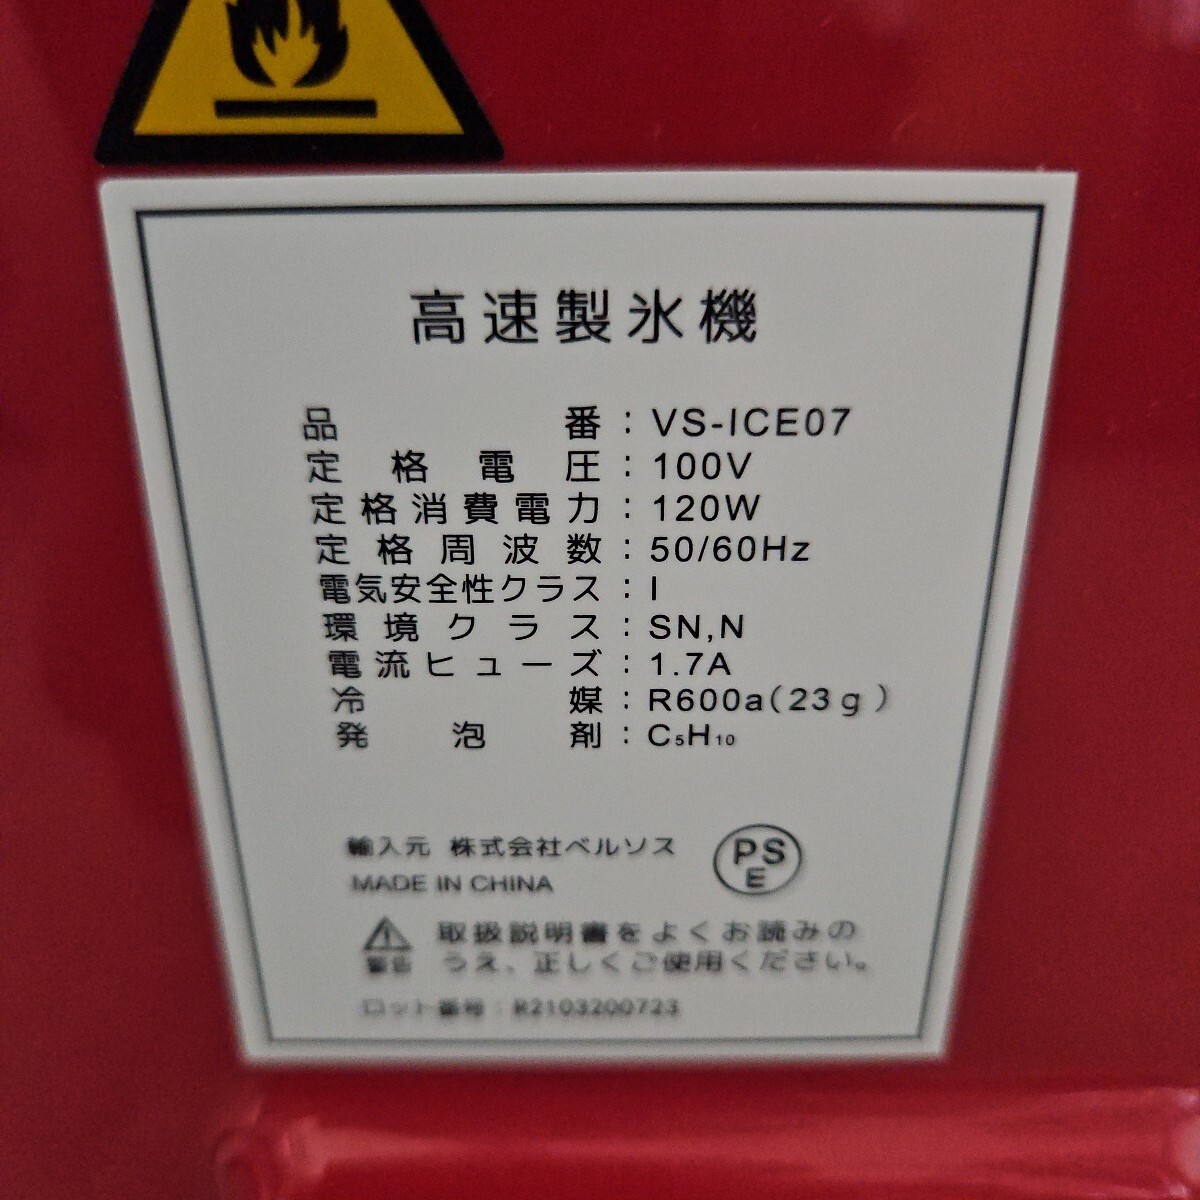 高速製氷機
品番：VS-ICE07
定格電圧：100V
定格消費電力：120W
定格周波数：50/60Hz
電気安全性クラス：I
環境クラス：SN,N
電流ヒューズ：1.7A
冷媒：R600a(23g)
発泡剤：C₅H₁₀
輸入元 株式会社ベルソス
MADE IN CHINA
PS
E
取扱説明書をよくお読みの
警告 うえ、正しくご使用ください。
ロット番号：R2103200723